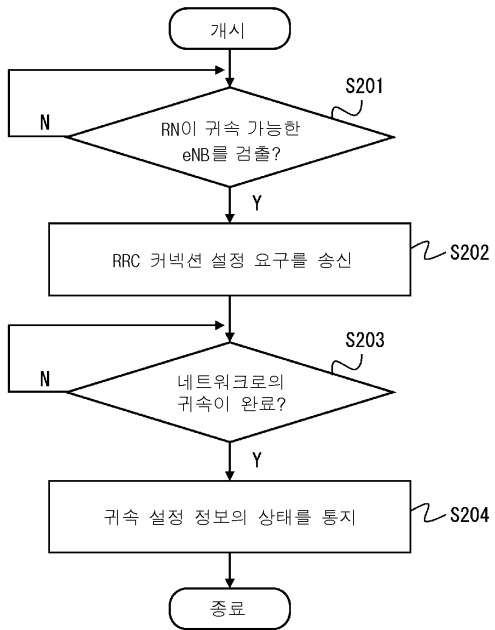 개시
S201
RN이 귀속 가능한
eNB를 검출?
N
Y
RRC 커넥션 설정 요구를 송신
S202
S203
네트워크로의
귀속이 완료?
N
Y
귀속 설정 정보의 상태를 통지
S204
종료